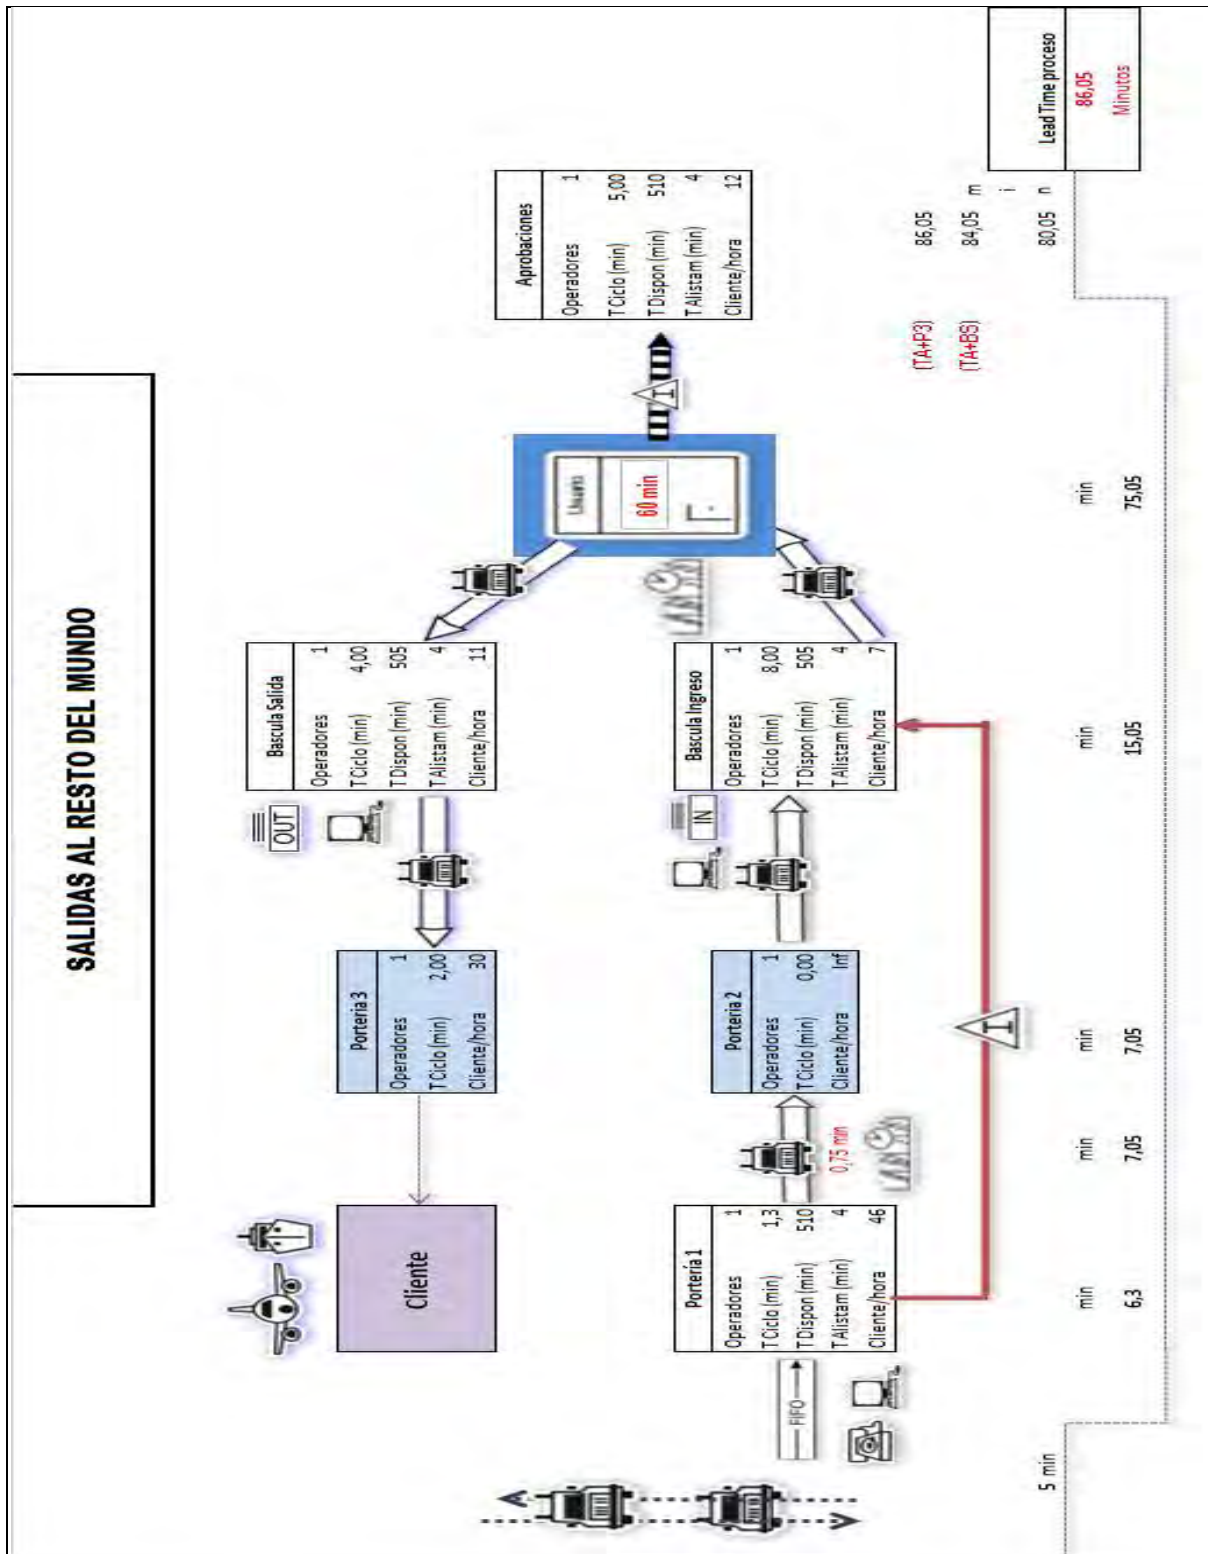 SALIDAS AL RESTO DEL MUNDO
Cliente
Porteria 3
Operadores 1
T Ciclo (min) 2,00
Cliente/hora 30
OUT
Bascula Salida
Operadores 1
T Ciclo (min) 4,00
T Dispon (min) 505
T Alistam (min) 4
Cliente/hora 11
Usuario
60 min
I
Aprobaciones
Operadores 1
T Ciclo (min) 5,00
T Dispon (min) 510
T Alistam (min) 4
Cliente/hora 12
FIFO
Portería 1
Operadores 1
T Ciclo (min) 1,3
T Dispon (min) 510
T Alistam (min) 4
Cliente/hora 46
0,75 min
Porteria 2
Operadores 1
T Ciclo (min) 0,00
Cliente/hora Inf
IN
Bascula Ingreso
Operadores 1
T Ciclo (min) 8,00
T Dispon (min) 505
T Alistam (min) 4
Cliente/hora 7
I
(TA+P3) 86,05
(TA+BS) 84,05 m
i
5 min
80,05 n
min min min min min
6,3 7,05 7,05 15,05 75,05
Lead Time proceso
86,05
Minutos